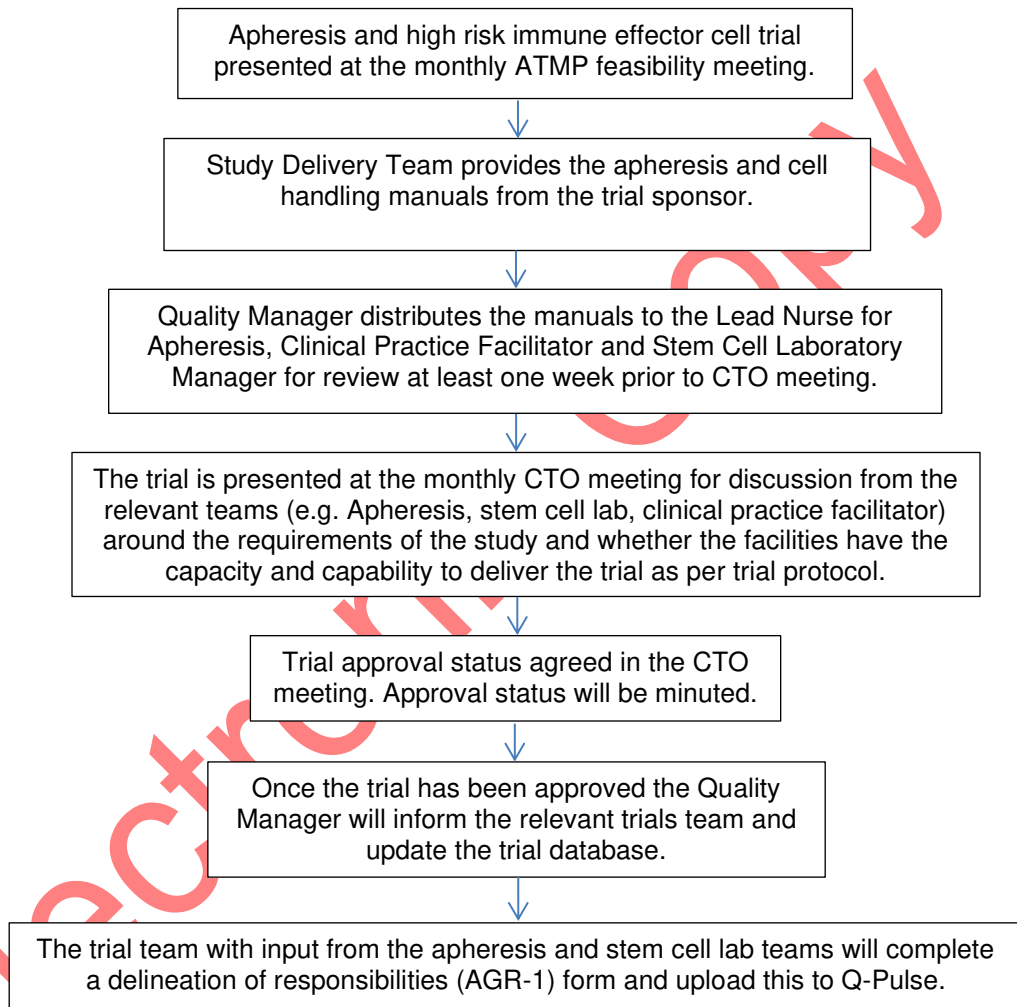 Apheresis and high risk immune effector cell trial
presented at the monthly ATMP feasibility meeting.
Study Delivery Team provides the apheresis and cell
handling manuals from the trial sponsor.
Quality Manager distributes the manuals to the Lead Nurse for
Apheresis, Clinical Practice Facilitator and Stem Cell Laboratory
Manager for review at least one week prior to CTO meeting.
The trial is presented at the monthly CTO meeting for discussion from the
relevant teams (e.g. Apheresis, stem cell lab, clinical practice facilitator)
around the requirements of the study and whether the facilities have the
capacity and capability to deliver the trial as per trial protocol.
Trial approval status agreed in the CTO
meeting. Approval status will be minuted.
Once the trial has been approved the Quality
Manager will inform the relevant trials team and
update the trial database.
The trial team with input from the apheresis and stem cell lab teams will complete
a delineation of responsibilities (AGR-1) form and upload this to Q-Pulse.